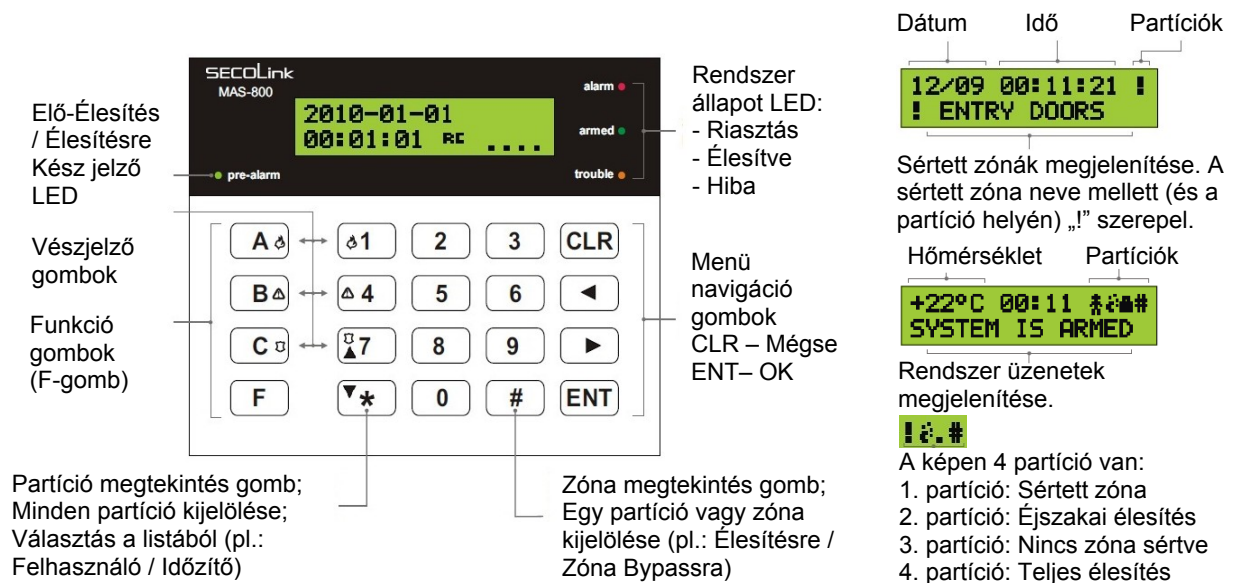 SECOLink
MAS-800
2010-01-01
00:01:01 RC ....
alarm
armed
trouble
pre-alarm
Elő-Élesítés
/ Élesítésre
Kész jelző
LED
Vészjelző
gombok
Funkció
gombok
(F-gomb)
Rendszer
állapot LED:
- Riasztás
- Élesítve
- Hiba
A 1 2 3 CLR
B 4 5 6 ◄
C ▲7 8 9 ►
F ▼* 0 # ENT
Menü
navigáció
gombok
CLR – Mégse
ENT– OK
Partíció megtekintés gomb;
Minden partíció kijelölése;
Választás a listából (pl.:
Felhasználó / Időzítő)
Zóna megtekintés gomb;
Egy partíció vagy zóna
kijelölése (pl.: Élesítésre /
Zóna Bypassra)
Dátum Idő Partíciók
12/09 00:11:21 !
! ENTRY DOORS
Sértett zónák megjelenítése. A
sértett zóna neve mellett (és a
partíció helyén) „!” szerepel.
Hőmérséklet Partíciók
+22ºC 00:11 #
SYSTEM IS ARMED
Rendszer üzenetek
megjelenítése.
! . #
A képen 4 partíció van:
1. partíció: Sértett zóna
2. partíció: Éjszakai élesítés
3. partíció: Nincs zóna sértve
4. partíció: Teljes élesítés